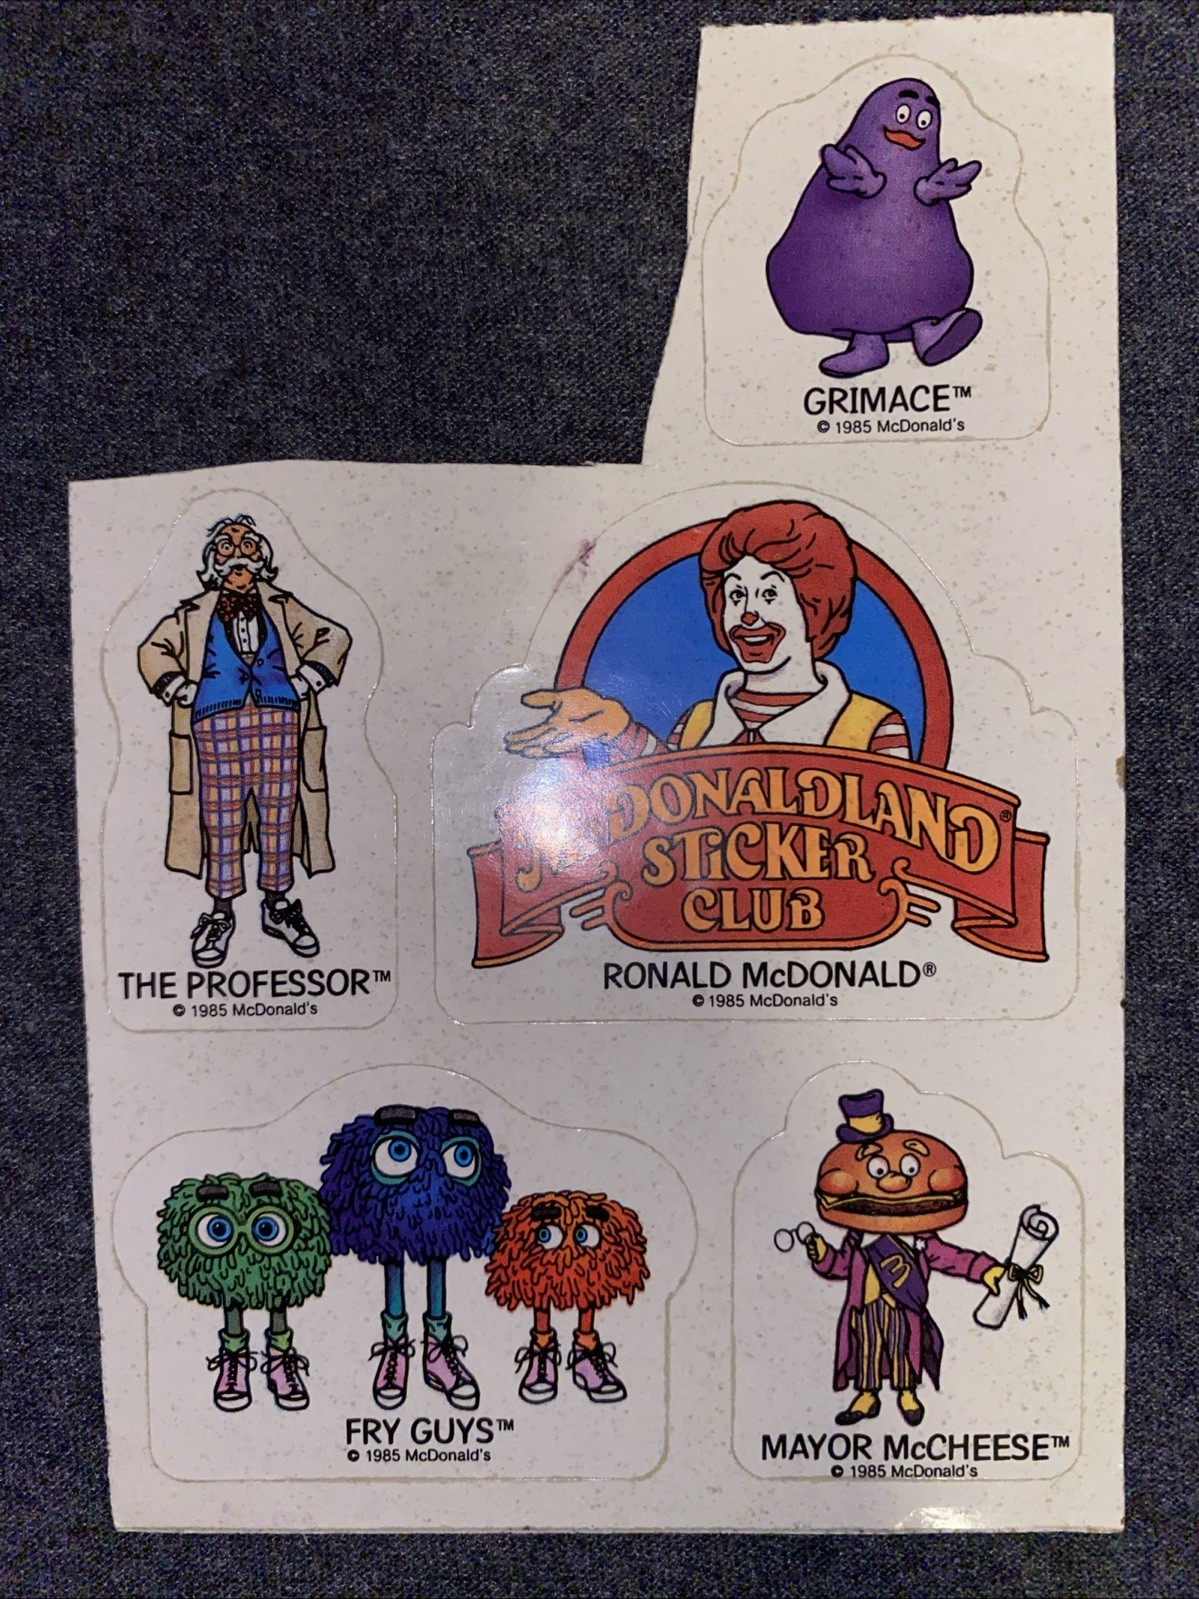 GRIMACE™
© 1985 McDonald's
McDONALDLAND®
STiCKER
CLUB
THE PROFESSOR™
© 1985 McDonald's
RONALD McDONALD®
© 1985 McDonald's
FRY GUYS™
© 1985 McDonald's
MAYOR McCHEESE™
© 1985 McDonald's